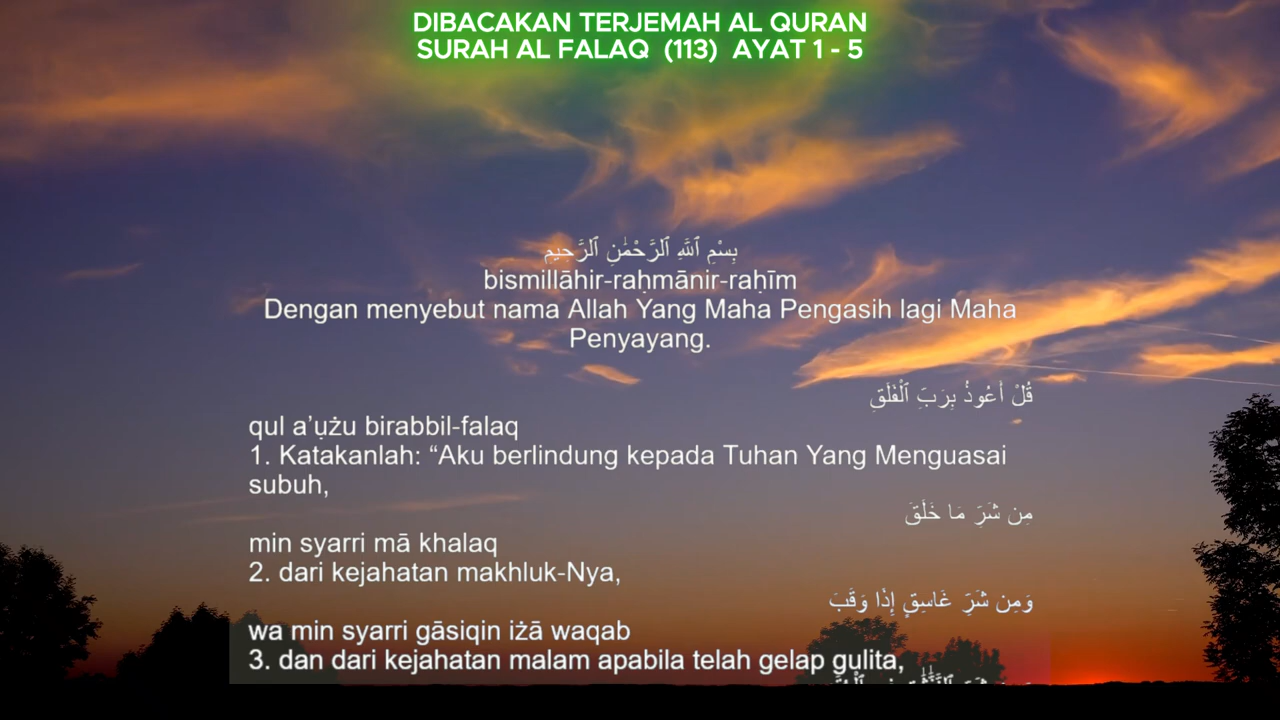 DIBACAKAN TERJEMAH AL QURAN
SURAH AL FALAQ (113) AYAT 1 - 5
بِسْمِ ٱللَّهِ ٱلرَّحْمَٰنِ ٱلرَّحِيمِ
bismillāhir-raḥmānir-raḥīm
Dengan menyebut nama Allah Yang Maha Pengasih lagi Maha
Penyayang.
قُلْ أَعُوذُ بِرَبِّ ٱلْفَلَقِ
qul a’ụżu birabbil-falaq
1. Katakanlah: “Aku berlindung kepada Tuhan Yang Menguasai
subuh,
مِن شَرِّ مَا خَلَقَ
min syarri mā khalaq
2. dari kejahatan makhluk-Nya,
وَمِن شَرِّ غَاسِقٍ إِذَا وَقَبَ
wa min syarri gāsiqin iżā waqab
3. dan dari kejahatan malam apabila telah gelap gulita,